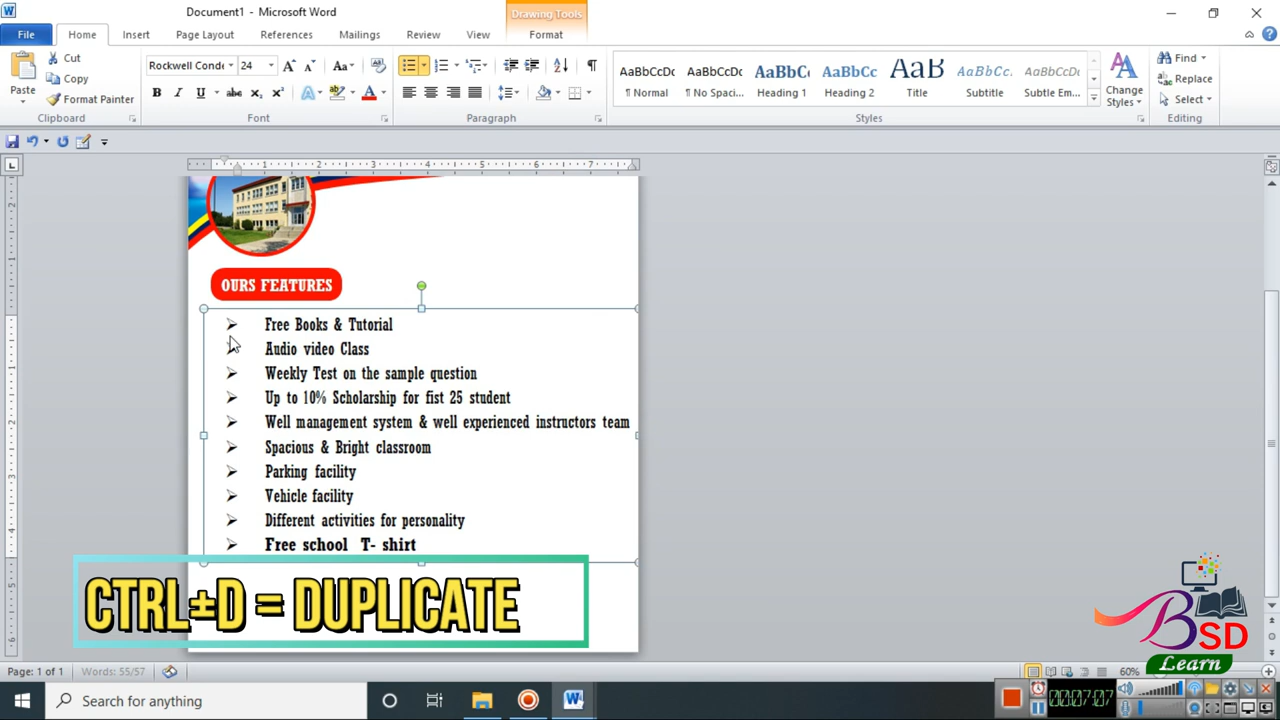 Document1 - Microsoft Word
Drawing Tools
File Home Insert Page Layout References Mailings Review View Format
Paste
Cut
Copy
Format Painter
Clipboard
Rockwell Conde 24
Font
Paragraph
AaBbCcDc AaBbCcDc AaBbCc AaBbCc AaB AaBbCcDc AaBbCcDc
¶ Normal ¶ No Spaci... Heading 1 Heading 2 Title Subtitle Subtle Em...
Styles
Change
Styles
Find
Replace
Select
Editing
OURS FEATURES
Free Books & Tutorial
Audio video Class
Weekly Test on the sample question
Up to 10% Scholarship for fist 25 student
Well management system & well experienced instructors team
Spacious & Bright classroom
Parking facility
Vehicle facility
Different activities for personality
Free school T- shirt
CTRL±D = DUPLICATE
BSD
Learn
Page: 1 of 1 Words: 55/57 60%
Search for anything
00:07:07